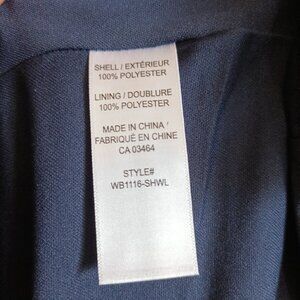 SHELL / EXTÉRIEUR
100% POLYESTER
LINING / DOUBLURE
100% POLYESTER
MADE IN CHINA /
FABRIQUÉ EN CHINE
CA 03464
STYLE#
WB1116-SHWL